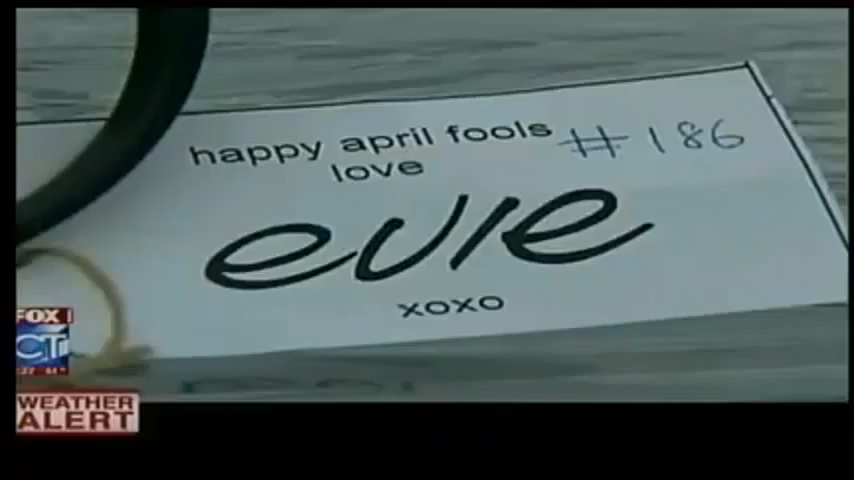 happy april fools #186
love
evie
xoxo
FOX
CT
WEATHER
ALERT